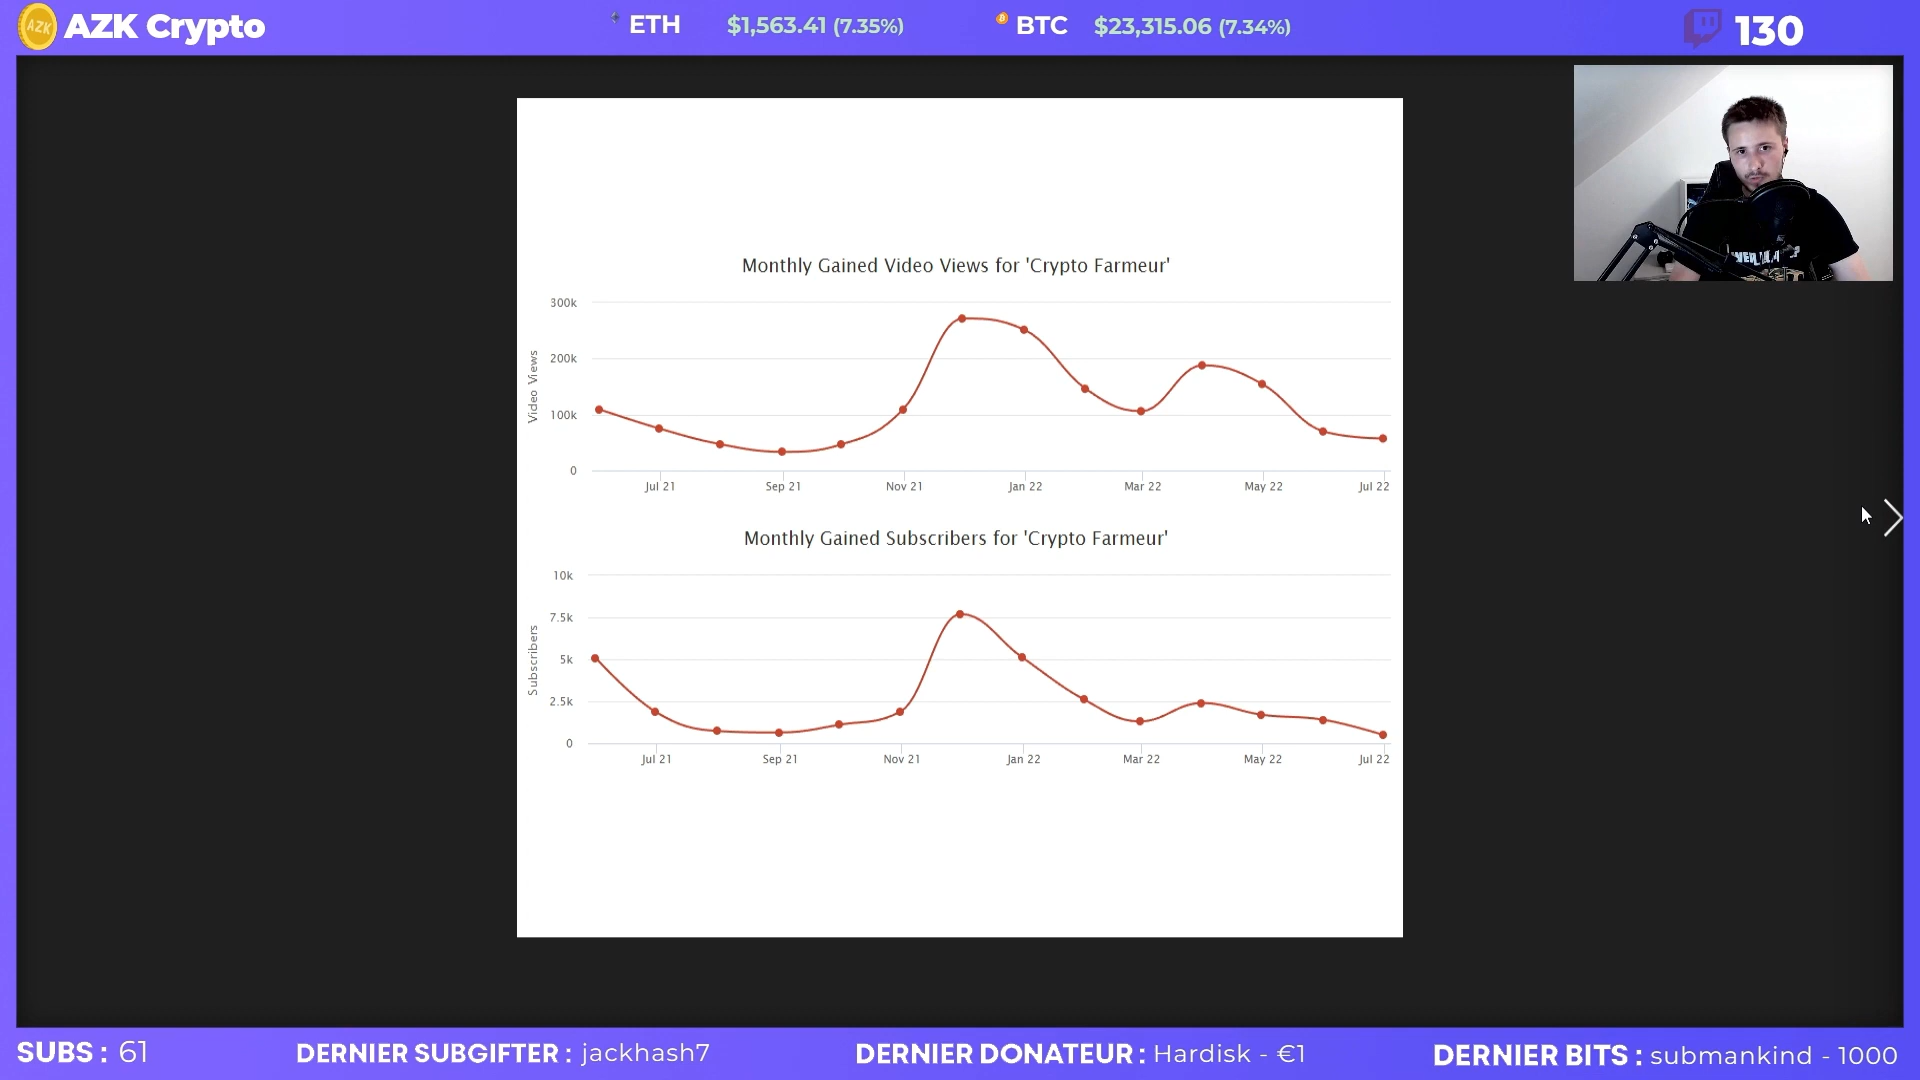 AZK
AZK Crypto
ETH $1,563.41 (7.35%)
BTC $23,315.06 (7.34%)
130
Monthly Gained Video Views for 'Crypto Farmeur'
300k
200k
100k
0
Video Views
Jul 21 Sep 21 Nov 21 Jan 22 Mar 22 May 22 Jul 22
Monthly Gained Subscribers for 'Crypto Farmeur'
10k
7.5k
5k
2.5k
0
Subscribers
Jul 21 Sep 21 Nov 21 Jan 22 Mar 22 May 22 Jul 22
SUBS : 61
DERNIER SUBGIFTER : jackhash7
DERNIER DONATEUR : Hardisk - €1
DERNIER BITS : submankind - 1000